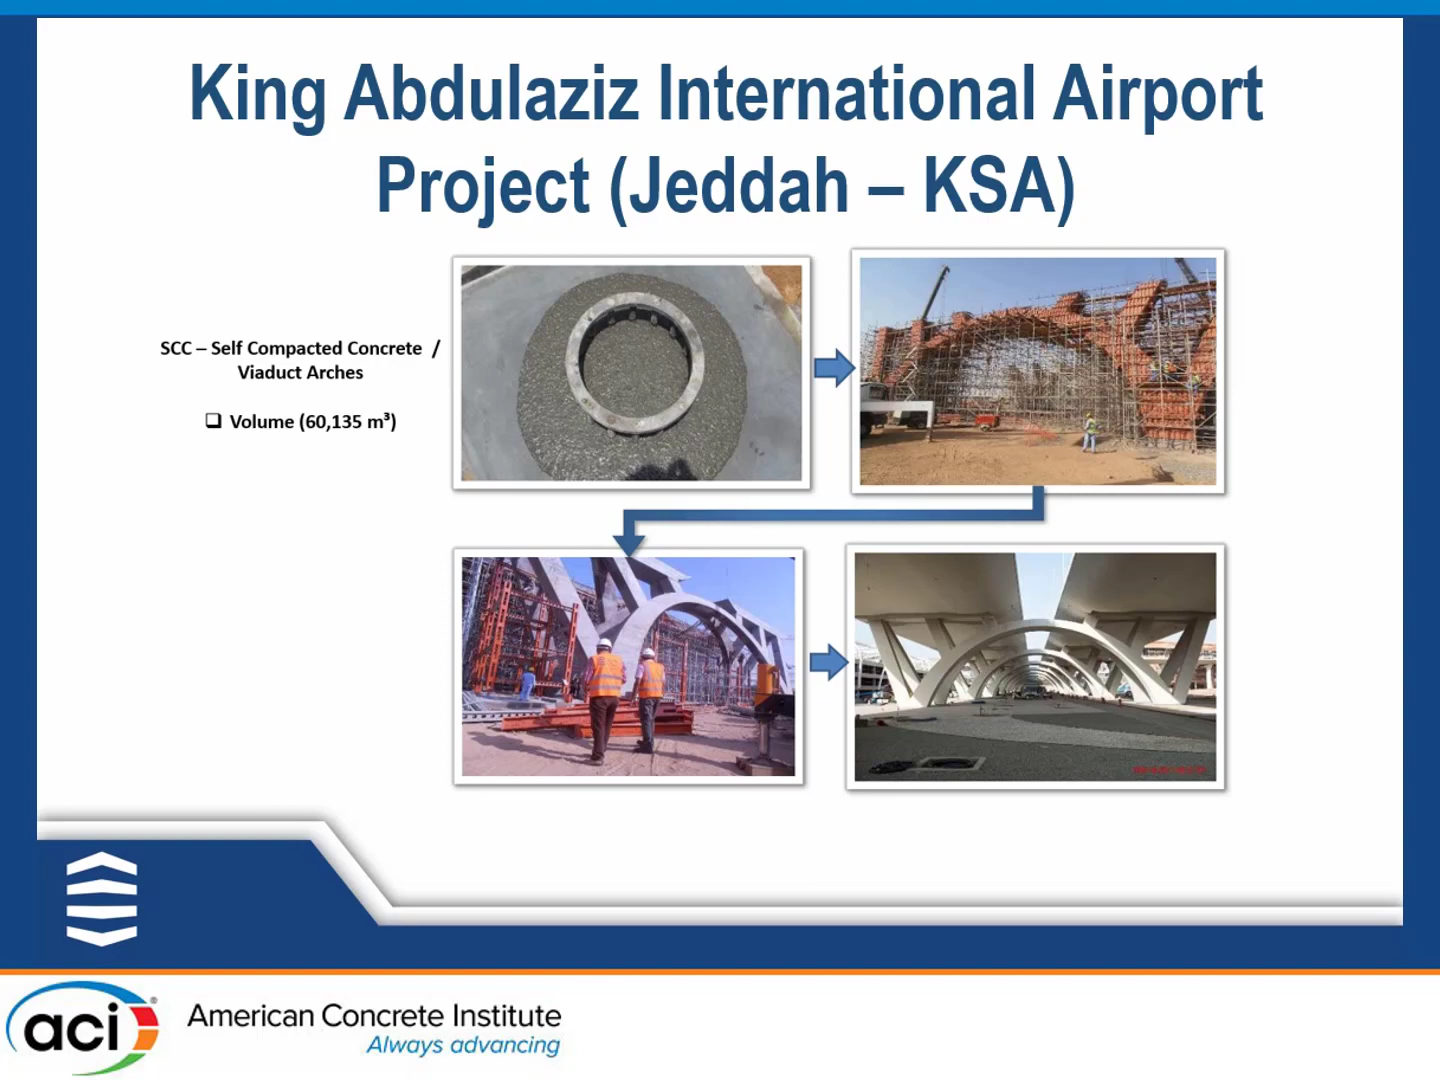 King Abdulaziz International Airport
Project (Jeddah – KSA)
SCC – Self Compacted Concrete /
Viaduct Arches
❑ Volume (60,135 m³)
aci®
American Concrete Institute
Always advancing